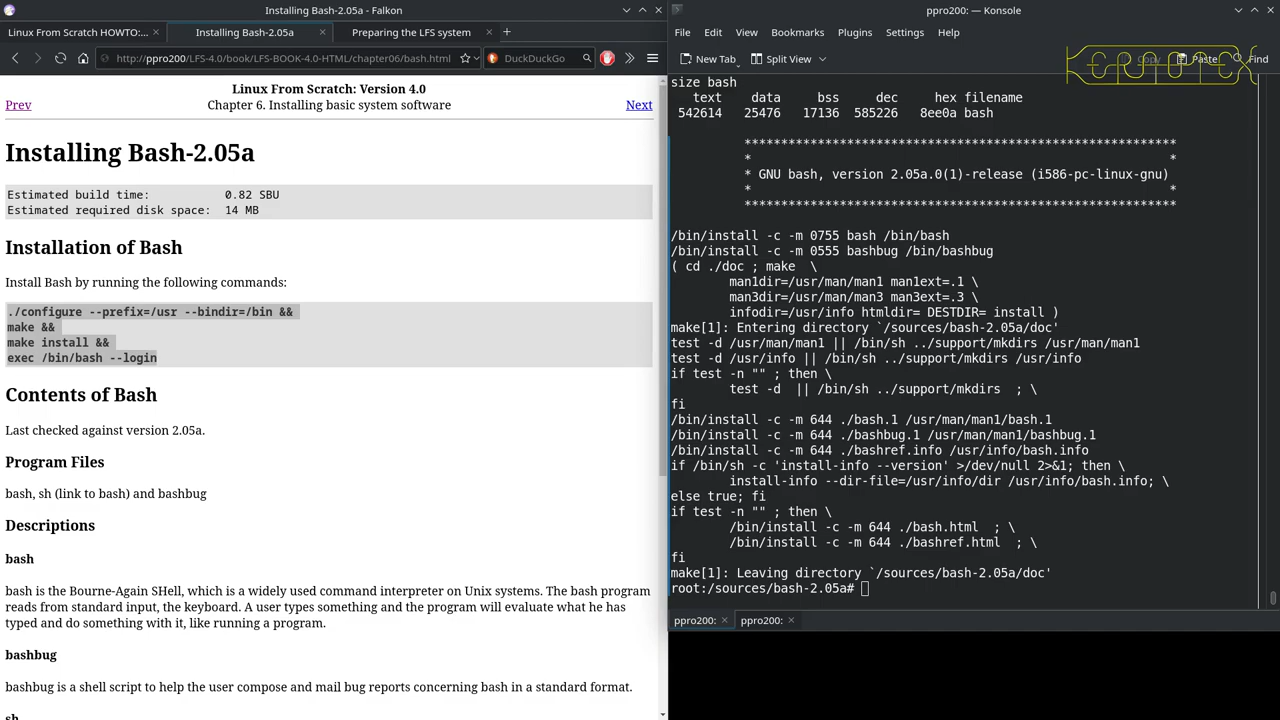 Installing Bash-2.05a - Falkon
Linux From Scratch HOWTO:...
Installing Bash-2.05a
Preparing the LFS system
http://ppro200/LFS-4.0/book/LFS-BOOK-4.0-HTML/chapter06/bash.html
DuckDuckGo
Linux From Scratch: Version 4.0
Prev
Chapter 6. Installing basic system software
Next
Installing Bash-2.05a
Estimated build time:          0.82 SBU
Estimated required disk space:  14 MB
Installation of Bash
Install Bash by running the following commands:
./configure --prefix=/usr --bindir=/bin &&
make &&
make install &&
exec /bin/bash --login
Contents of Bash
Last checked against version 2.05a.
Program Files
bash, sh (link to bash) and bashbug
Descriptions
bash
bash is the Bourne-Again SHell, which is a widely used command interpreter on Unix systems. The bash program
reads from standard input, the keyboard. A user types something and the program will evaluate what he has
typed and do something with it, like running a program.
bashbug
bashbug is a shell script to help the user compose and mail bug reports concerning bash in a standard format.
sh
ppro200: — Konsole
File Edit View Bookmarks Plugins Settings Help
New Tab Split View Copy Paste Find
size bash
   text    data     bss     dec     hex filename
 542614   25476   17136  585226   8ee0a bash
**********************************************************
*                                                        *
* GNU bash, version 2.05a.0(1)-release (i586-pc-linux-gnu)
*                                                        *
**********************************************************
/bin/install -c -m 0755 bash /bin/bash
/bin/install -c -m 0555 bashbug /bin/bashbug
( cd ./doc ; make  \
        man1dir=/usr/man/man1 man1ext=.1 \
        man3dir=/usr/man/man3 man3ext=.3 \
        infodir=/usr/info htmldir= DESTDIR= install )
make[1]: Entering directory `/sources/bash-2.05a/doc'
test -d /usr/man/man1 || /bin/sh ../support/mkdirs /usr/man/man1
test -d /usr/info || /bin/sh ../support/mkdirs /usr/info
if test -n "" ; then \
        test -d  || /bin/sh ../support/mkdirs  ; \
fi
/bin/install -c -m 644 ./bash.1 /usr/man/man1/bash.1
/bin/install -c -m 644 ./bashbug.1 /usr/man/man1/bashbug.1
/bin/install -c -m 644 ./bashref.info /usr/info/bash.info
if /bin/sh -c 'install-info --version' >/dev/null 2>&1; then \
        install-info --dir-file=/usr/info/dir /usr/info/bash.info; \
else true; fi
if test -n "" ; then \
        /bin/install -c -m 644 ./bash.html  ; \
        /bin/install -c -m 644 ./bashref.html  ; \
fi
make[1]: Leaving directory `/sources/bash-2.05a/doc'
root:/sources/bash-2.05a#
ppro200:
ppro200: